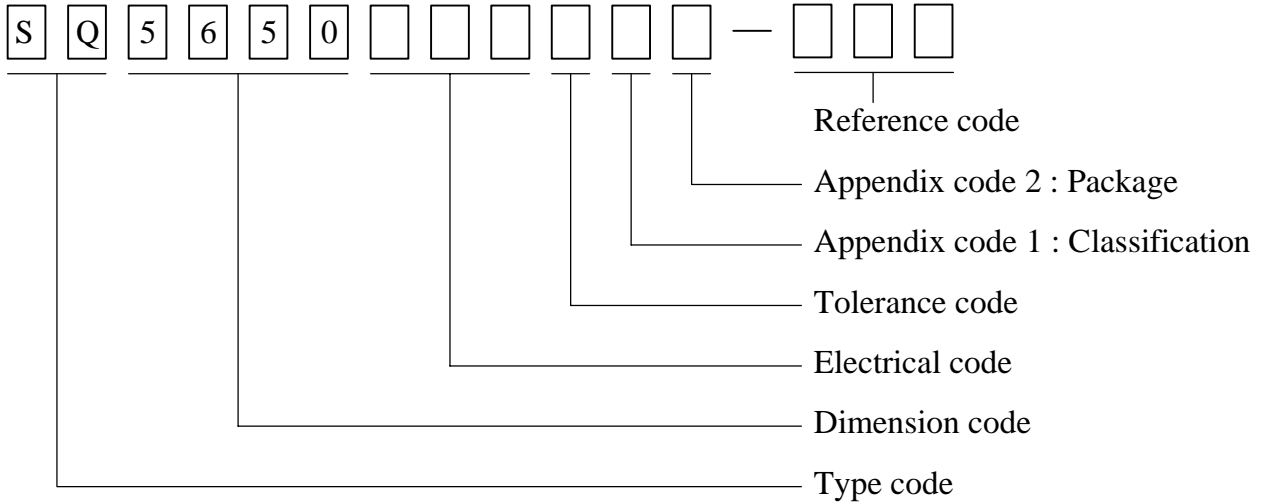 S Q 5 6 5 0 —
Reference code
Appendix code 2 : Package
Appendix code 1 : Classification
Tolerance code
Electrical code
Dimension code
Type code